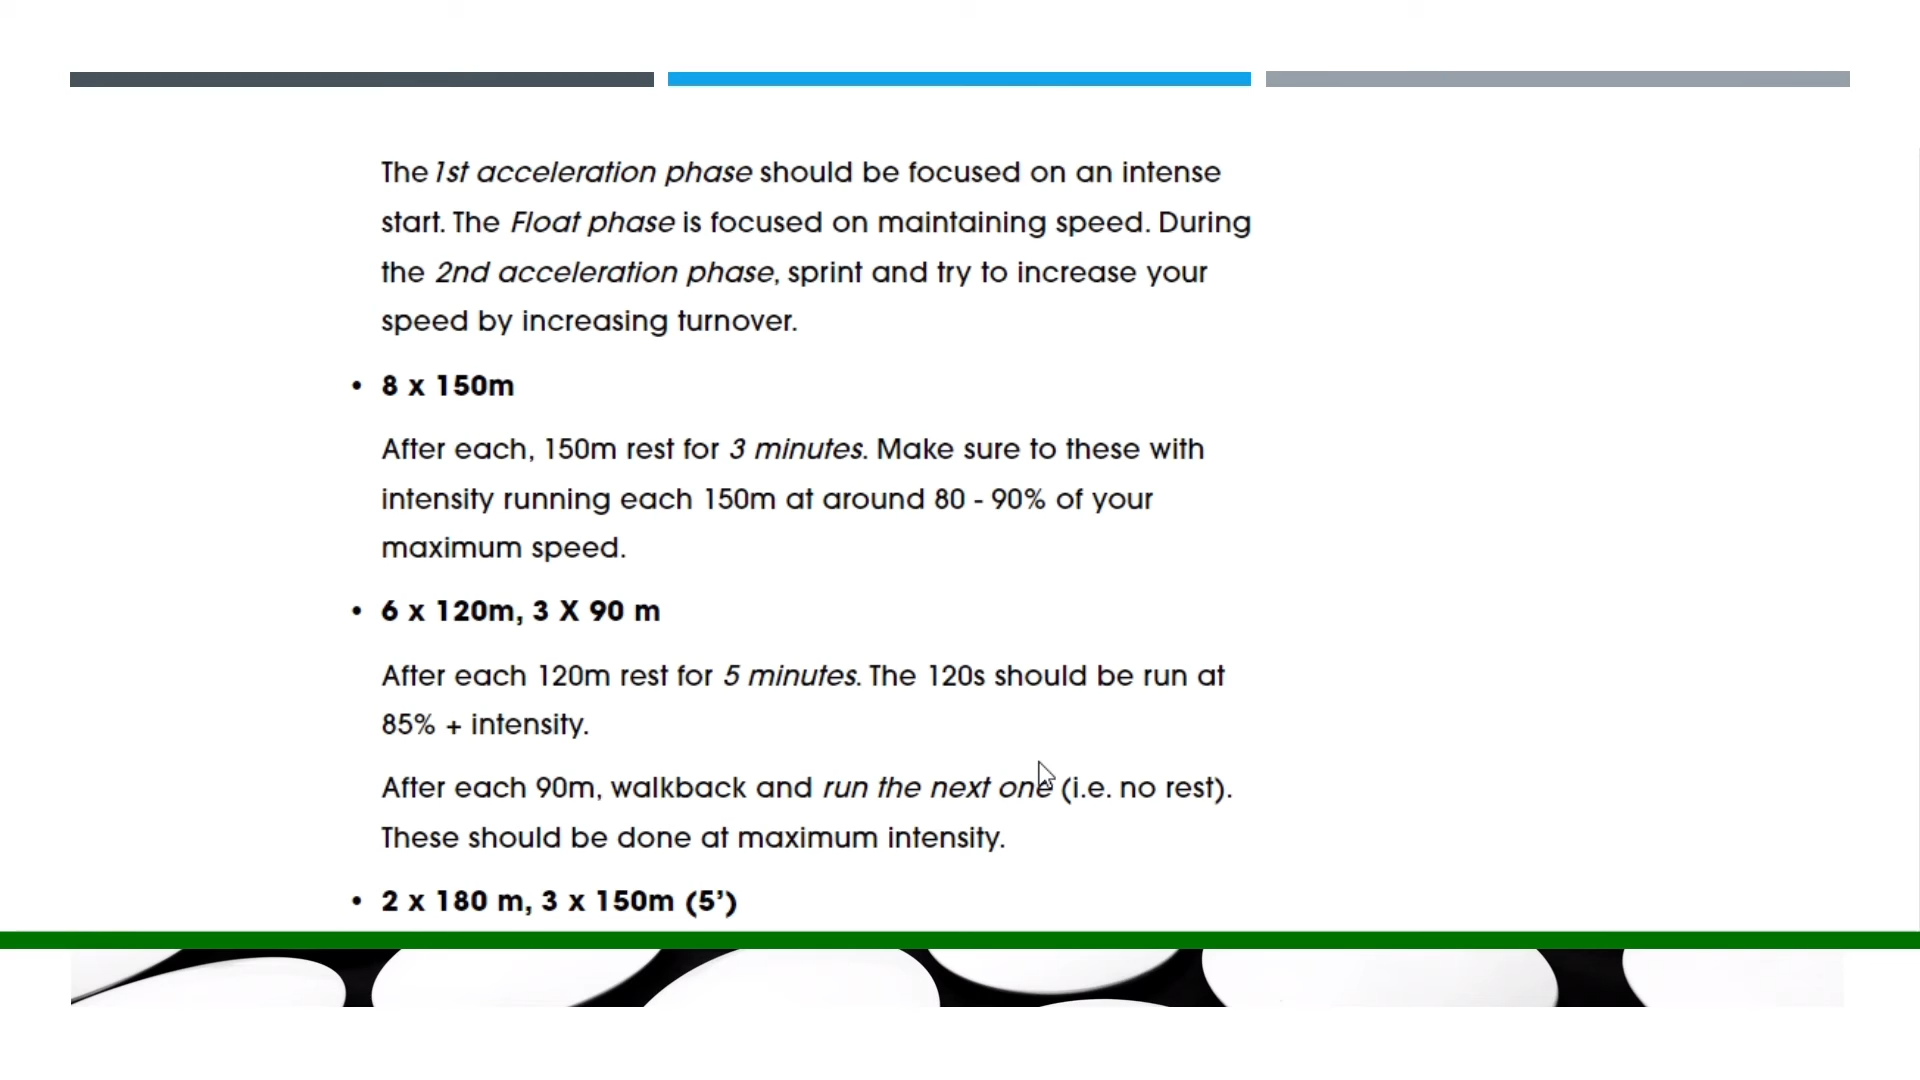 The 1st acceleration phase should be focused on an intense
start. The Float phase is focused on maintaining speed. During
the 2nd acceleration phase, sprint and try to increase your
speed by increasing turnover.
• 8 x 150m
After each, 150m rest for 3 minutes. Make sure to these with
intensity running each 150m at around 80 - 90% of your
maximum speed.
• 6 x 120m, 3 X 90 m
After each 120m rest for 5 minutes. The 120s should be run at
85% + intensity.
After each 90m, walkback and run the next one (i.e. no rest).
These should be done at maximum intensity.
• 2 x 180 m, 3 x 150m (5’)